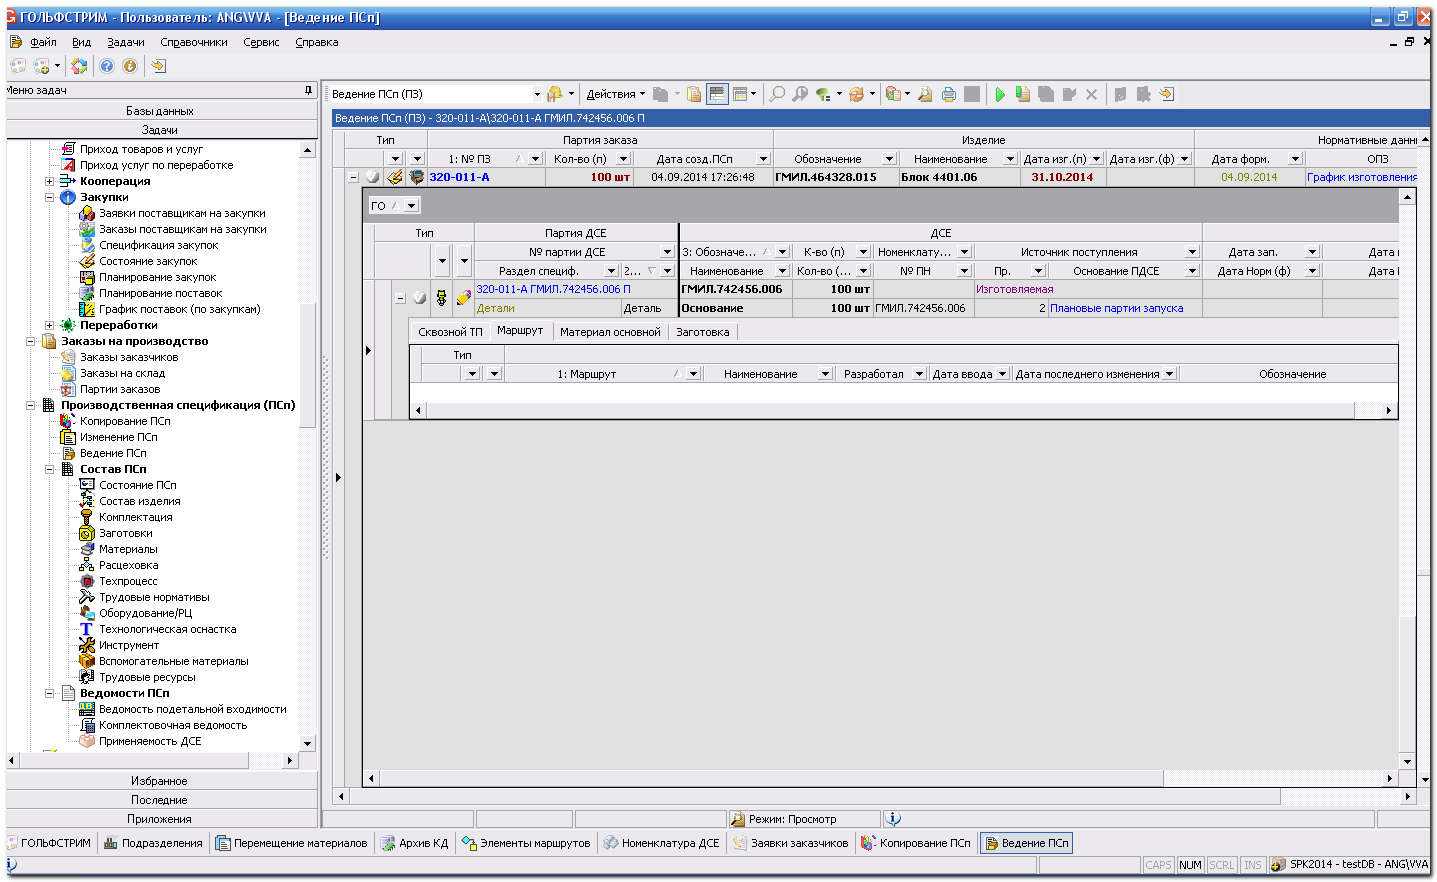 ГОЛЬФСТРИМ - Пользователь: ANG\VVA - [Ведение ПСп]
Файл Вид Задачи Справочники Сервис Справка
Меню задач
Базы данных
Задачи
Приход товаров и услуг
Приход услуг по переработке
Кооперация
Закупки
Заявки поставщикам на закупки
Заказы поставщикам на закупки
Спецификация закупок
Состояние закупок
Планирование закупок
Планирование поставок
График поставок (по закупкам)
Переработки
Заказы на производство
Заказы заказчиков
Заказы на склад
Партии заказов
Производственная спецификация (ПСп)
Копирование ПСп
Изменение ПСп
Ведение ПСп
Состав ПСп
Состояние ПСп
Состав изделия
Комплектация
Заготовки
Материалы
Расцеховка
Техпроцесс
Трудовые нормативы
Оборудование/РЦ
Технологическая оснастка
Инструмент
Вспомогательные материалы
Трудовые ресурсы
Ведомости ПСп
Ведомость подетальной входимости
Комплектовочная ведомость
Применяемость ДСЕ
Избранное
Последние
Приложения
Ведение ПСп (ПЗ) Действия
Ведение ПСп (ПЗ) - 320-011-А\320-011-А ГМИЛ.742456.006 П
Тип Партия заказа Изделие Нормативные данн
1: № ПЗ Кол-во (п) Дата созд.ПСп Обозначение Наименование Дата изг.(п) Дата изг.(ф) Дата форм. ОПЗ
320-011-А 100 шт 04.09.2014 17:26:48 ГМИЛ.464328.015 Блок 4401.06 31.10.2014 04.09.2014 График изготовления
ГО
Тип Партия ДСЕ ДСЕ
№ партии ДСЕ 3: Обозначе... К-во (п) Номенклату... Источник поступления Дата зап. Дата
Раздел специф. 2... Наименование Кол-во (... № ПН Пр. Основание ПДСЕ Дата Норм (ф) Дата
320-011-А ГМИЛ.742456.006 П ГМИЛ.742456.006 100 шт Изготовляемая
Детали Деталь Основание 100 шт ГМИЛ.742456.006 2 Плановые партии запуска
Сквозной ТП Маршрут Материал основной Заготовка
Тип
1: Маршрут Наименование Разработал Дата ввода Дата последнего изменения Обозначение
Режим: Просмотр
ГОЛЬФСТРИМ Подразделения Перемещение материалов Архив КД Элементы маршрутов Номенклатура ДСЕ Заявки заказчиков Копирование ПСп Ведение ПСп
CAPS NUM SCRL INS SPK2014 - testDB - ANG\VVA